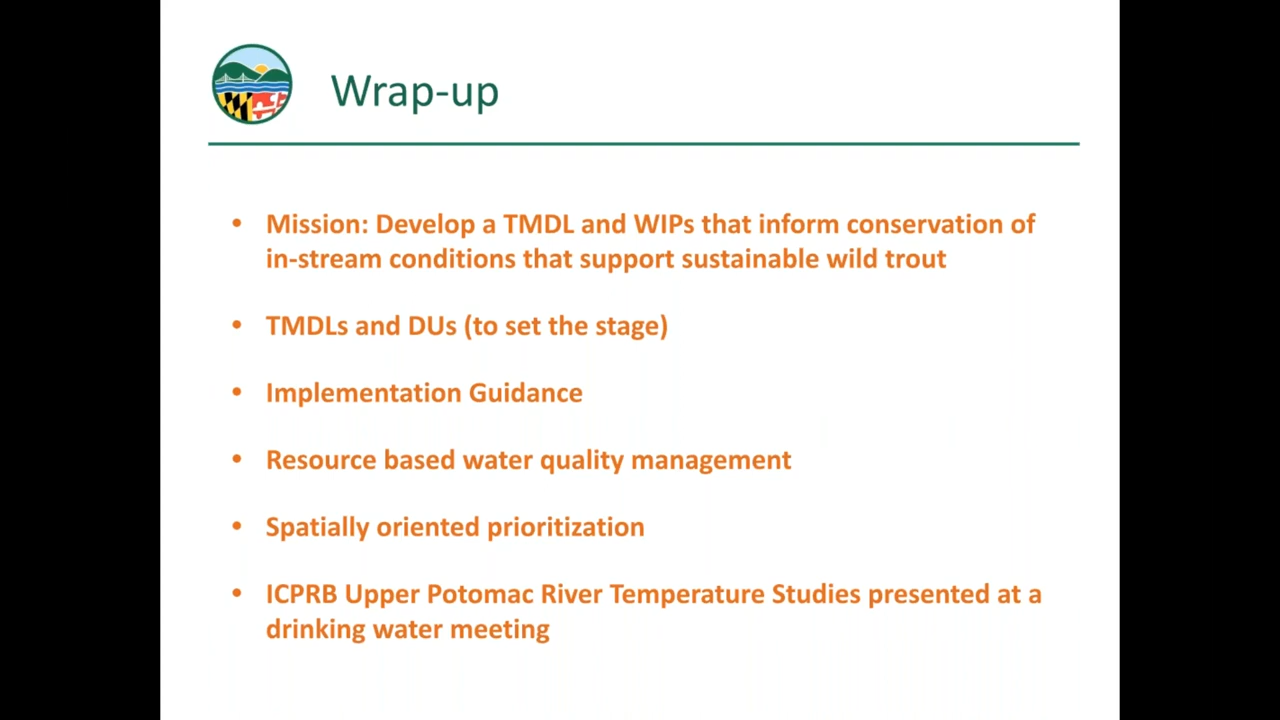 Wrap-up
• Mission: Develop a TMDL and WIPs that inform conservation of
in-stream conditions that support sustainable wild trout
• TMDLs and DUs (to set the stage)
• Implementation Guidance
• Resource based water quality management
• Spatially oriented prioritization
• ICPRB Upper Potomac River Temperature Studies presented at a
drinking water meeting